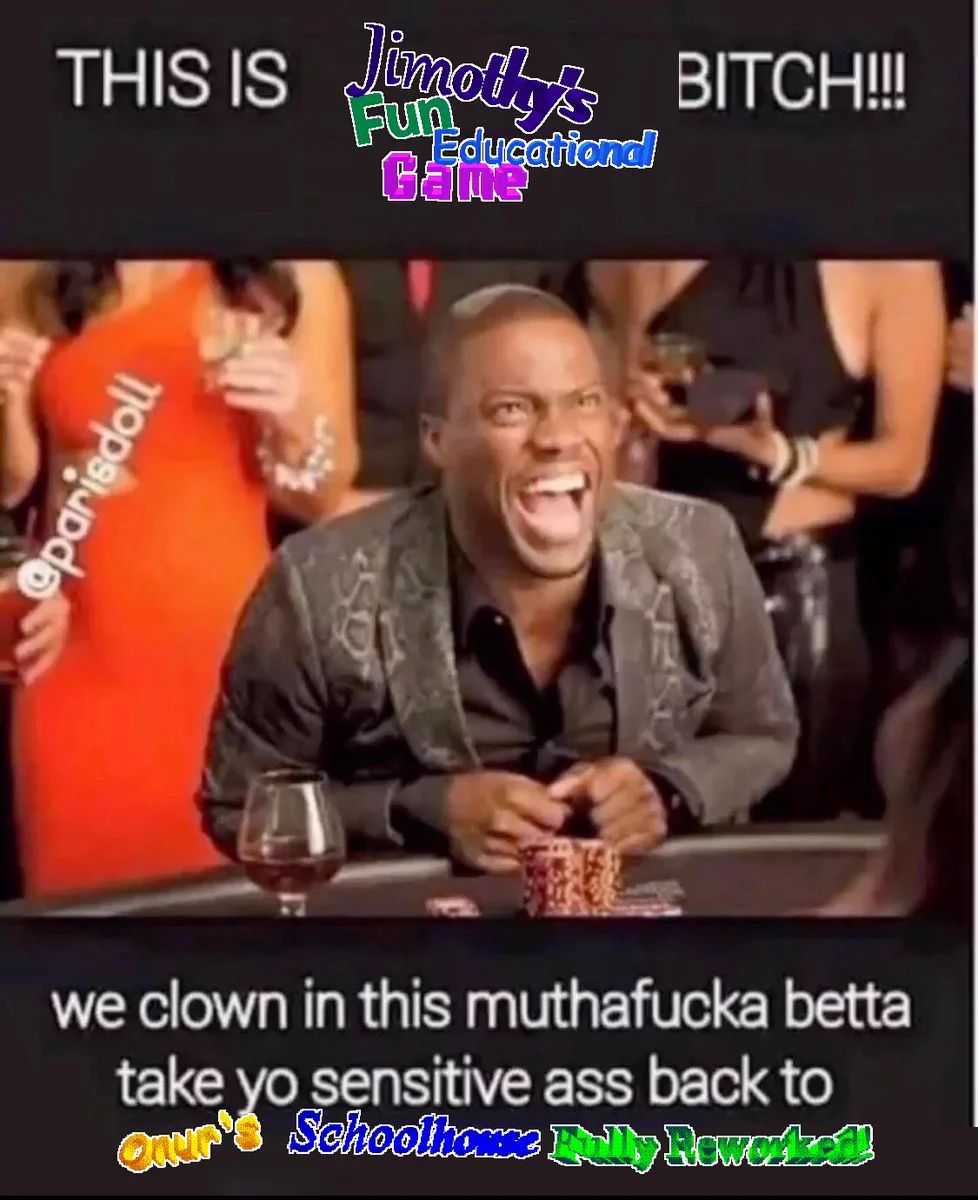 THIS IS Jimothy's BITCH!!!
Fun
Educational
Game
@parisdoll
we clown in this muthafucka betta
take yo sensitive ass back to
Onur's Schoolhouse Fully Reworked!